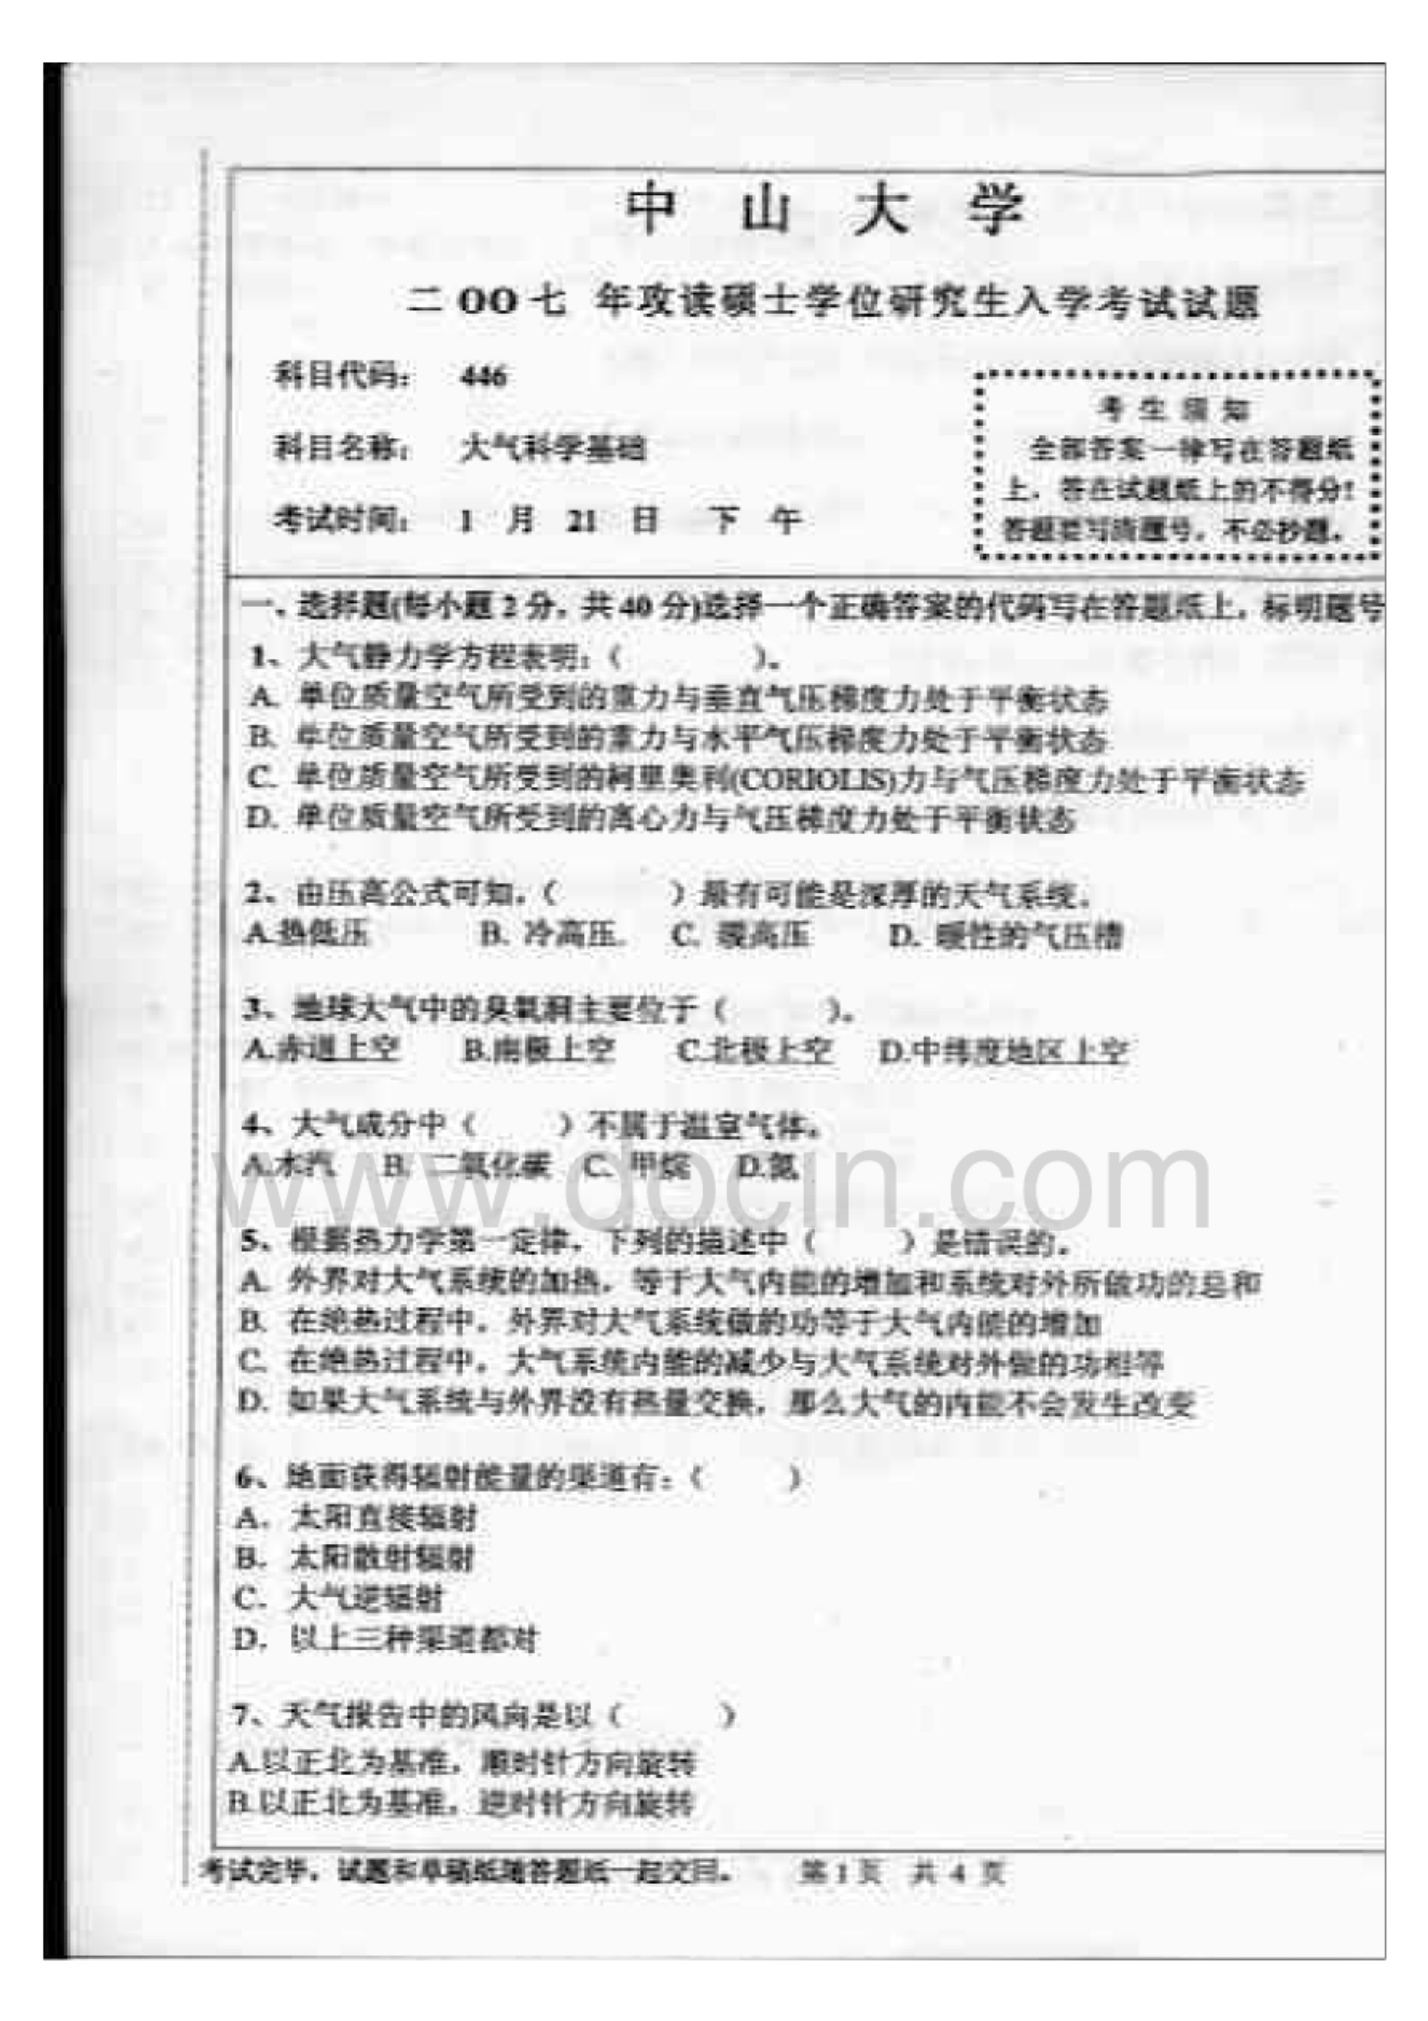 中 山 大 学
二OO七 年攻读硕士学位研究生入学考试试题
科目代码： 446
科目名称： 大气科学基础
考试时间： 1 月 21 日 下 午
考 生 须 知
全部答案一律写在答题纸
上，答在试题纸上的不得分！
答题要写清题号，不必抄题。
一、选择题(每小题 2 分，共 40 分)选择一个正确答案的代码写在答题纸上，标明题号
1、大气静力学方程表明：（ ）。
A. 单位质量空气所受到的重力与垂直气压梯度力处于平衡状态
B. 单位质量空气所受到的重力与水平气压梯度力处于平衡状态
C. 单位质量空气所受到的柯里奥利(CORIOLIS)力与气压梯度力处于平衡状态
D. 单位质量空气所受到的离心力与气压梯度力处于平衡状态
2、由压高公式可知，（ ）最有可能是深厚的天气系统。
A.热低压 B. 冷高压 C. 暖高压 D. 暖性的气压槽
3、地球大气中的臭氧洞主要位于（ ）。
A.赤道上空 B.南极上空 C.北极上空 D.中纬度地区上空
4、大气成分中（ ）不属于温室气体。
A.水汽 B. 二氧化碳 C. 甲烷 D.氮
www.docin.com
5、根据热力学第一定律，下列的描述中（ ）是错误的。
A. 外界对大气系统的加热，等于大气内能的增加和系统对外所做功的总和
B. 在绝热过程中，外界对大气系统做的功等于大气内能的增加
C. 在绝热过程中，大气系统内能的减少与大气系统对外做的功相等
D. 如果大气系统与外界没有热量交换，那么大气的内能不会发生改变
6、地面获得辐射能量的渠道有：（ ）
A. 太阳直接辐射
B. 太阳散射辐射
C. 大气逆辐射
D. 以上三种渠道都对
7、天气报告中的风向是以（ ）
A.以正北为基准，顺时针方向旋转
B.以正北为基准，逆时针方向旋转
考试完毕，试题和草稿纸随答题纸一起交回。 第 1 页 共 4 页